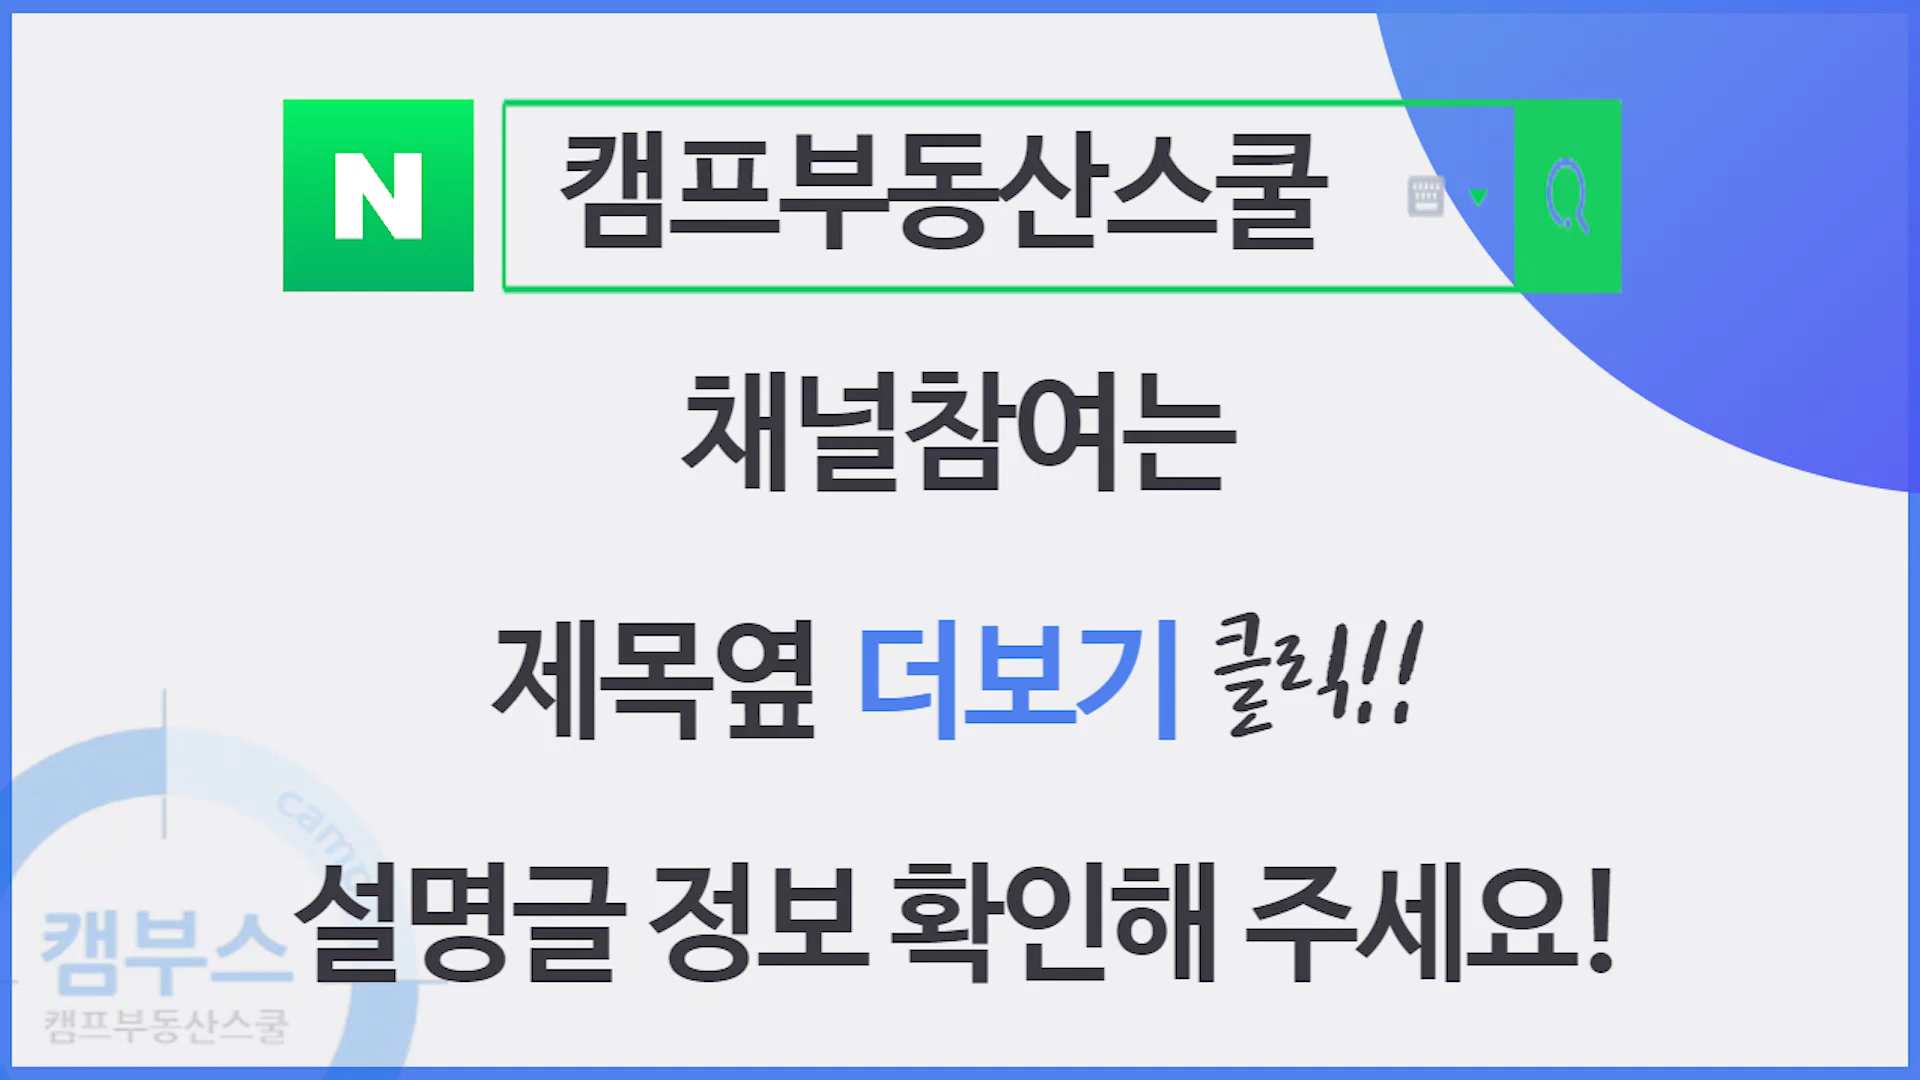 N 캠프부동산스쿨
채널참여는
제목옆 더보기 클릭!!
설명글 정보 확인해 주세요!
camp
캠부스
캠프부동산스쿨